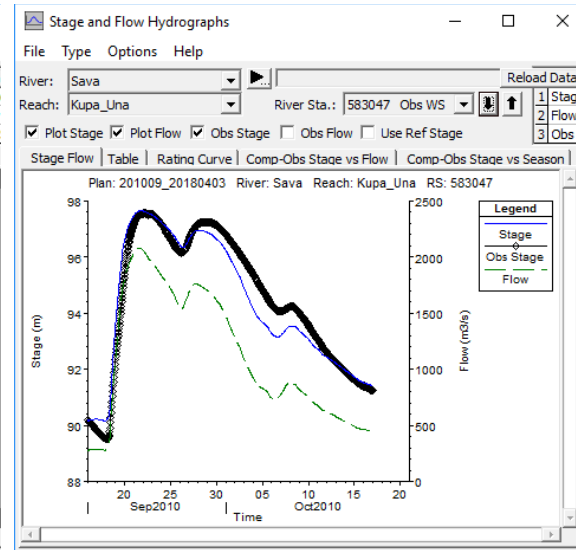 Stage and Flow Hydrographs
File Type Options Help
River: Sava Reload Data
Reach: Kupa_Una River Sta.: 583047 Obs WS 1 Stag
2 Flow
Plot Stage Plot Flow Obs Stage Obs Flow Use Ref Stage 3 Obs
Stage Flow Table Rating Curve Comp-Obs Stage vs Flow Comp-Obs Stage vs Season
Plan: 201009_20180403 River: Sava Reach: Kupa_Una RS: 583047
98 2500
Legend
Stage
Obs Stage
Flow
96 2000
94 1500
Stage (m) Flow (m3/s)
92 1000
90 500
88 0
20 25 30 05 10 15 20
Sep2010 Oct2010
Time